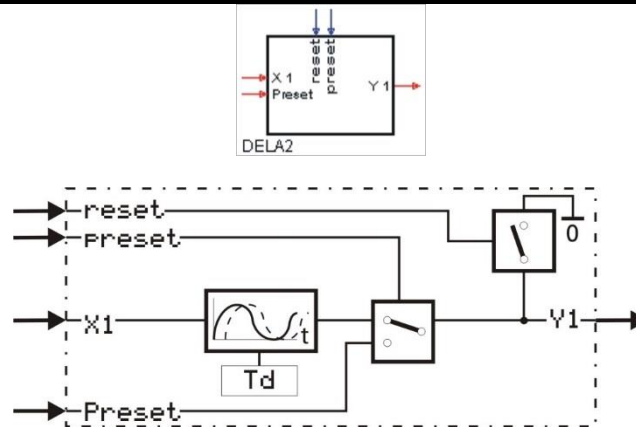 reset
preset
X1
Preset
Y1
DELA2
reset
preset
0
X1
t
Y1
Td
Preset